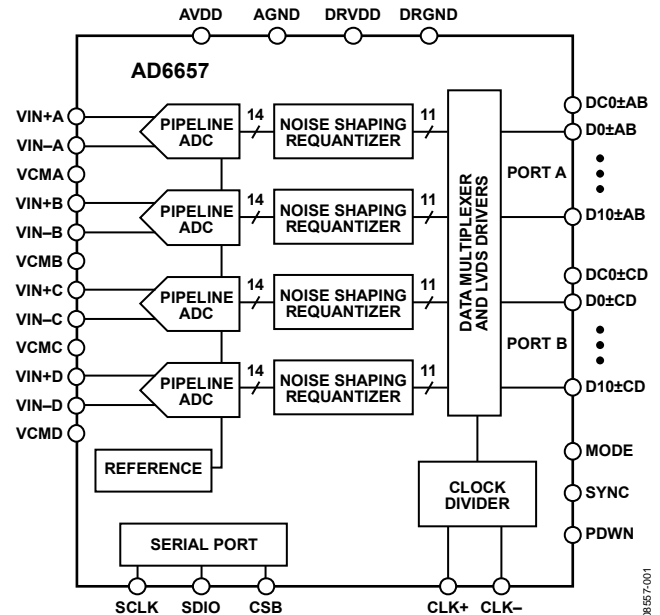 AVDD AGND DRVDD DRGND
AD6657
VIN+A
VIN–A
VCMA
VIN+B
VIN–B
VCMB
VIN+C
VIN–C
VCMC
VIN+D
VIN–D
VCMD
PIPELINE
ADC
14
NOISE SHAPING
REQUANTIZER
11
PIPELINE
ADC
14
NOISE SHAPING
REQUANTIZER
11
PIPELINE
ADC
14
NOISE SHAPING
REQUANTIZER
11
PIPELINE
ADC
14
NOISE SHAPING
REQUANTIZER
11
DATA MULTIPLEXER
AND LVDS DRIVERS
PORT A
PORT B
DC0±AB
D0±AB
D10±AB
DC0±CD
D0±CD
D10±CD
MODE
SYNC
PDWN
REFERENCE
CLOCK
DIVIDER
SERIAL PORT
SCLK SDIO CSB CLK+ CLK–
08557-001